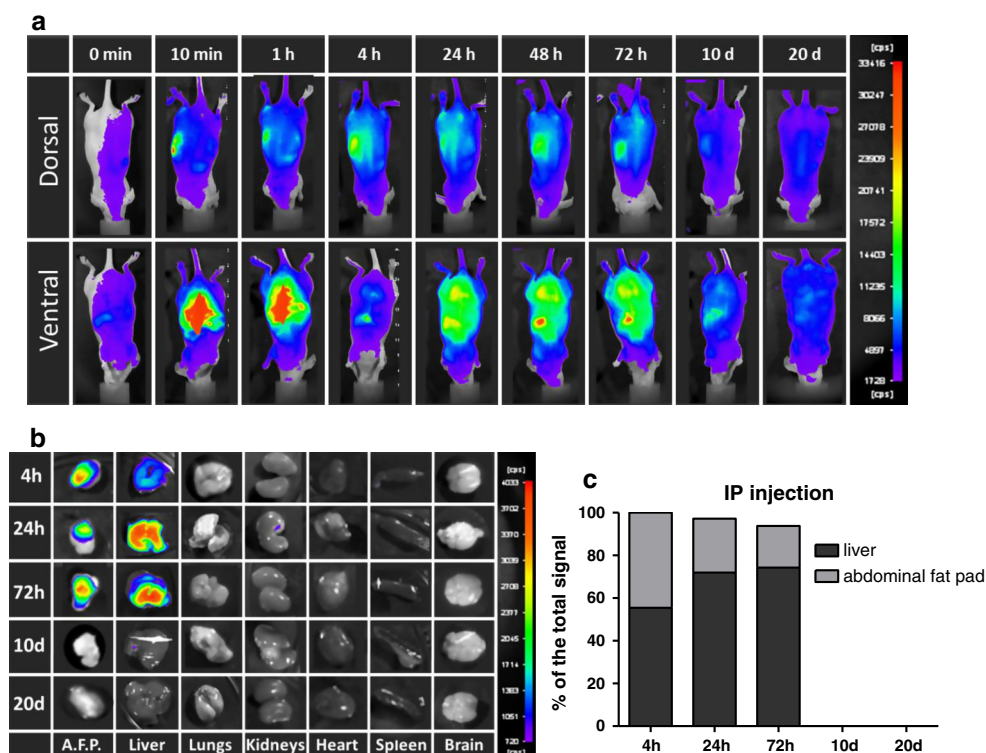 a
0 min 10 min 1 h 4 h 24 h 48 h 72 h 10 d 20 d
[cps]
33416
30247
27078
23909
20741
17572
14403
11235
8066
4897
1728
[cps]
Dorsal
Ventral
b
4h
24h
72h
10d
20d
A.F.P. Liver Lungs Kidneys Heart Spleen Brain
[cps]
4033
3702
3370
3039
2708
2377
2045
1714
1383
1051
720
c
IP injection
% of the total signal
100
80
60
40
20
0
4h 24h 72h 10d 20d
liver
abdominal fat pad